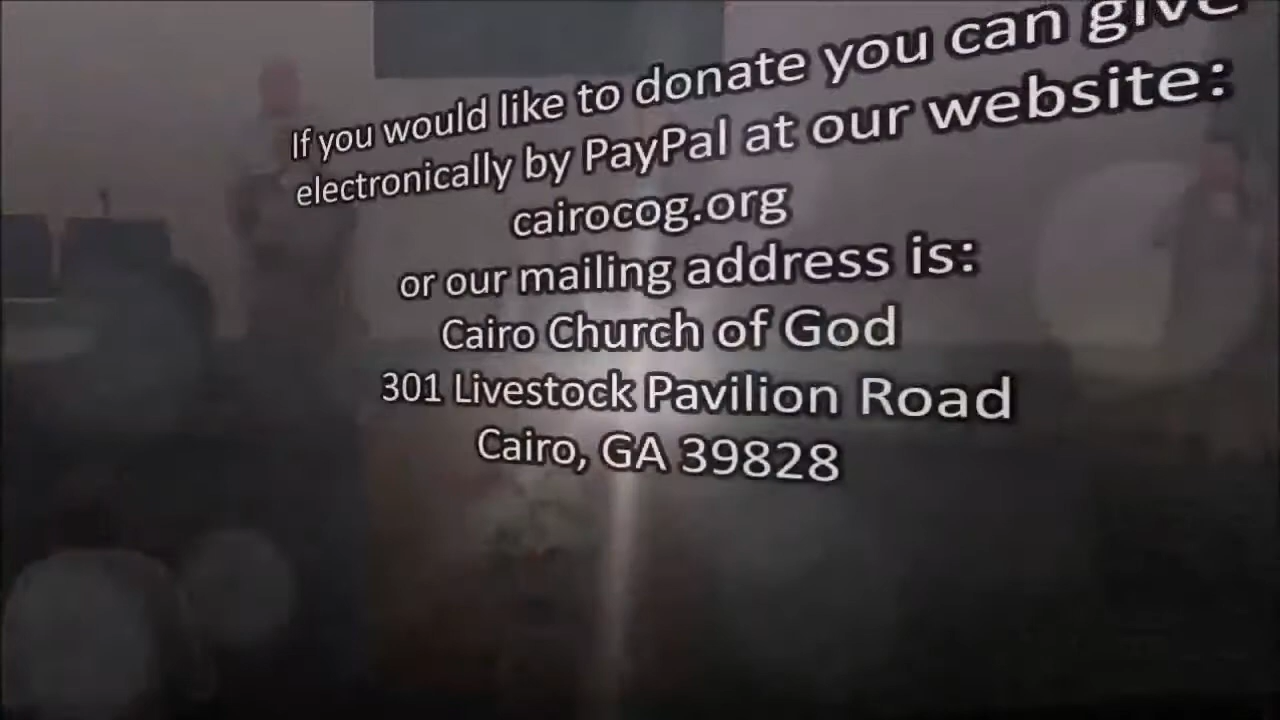 If you would like to donate you can give
electronically by PayPal at our website:
cairocog.org
or our mailing address is:
Cairo Church of God
301 Livestock Pavilion Road
Cairo, GA 39828